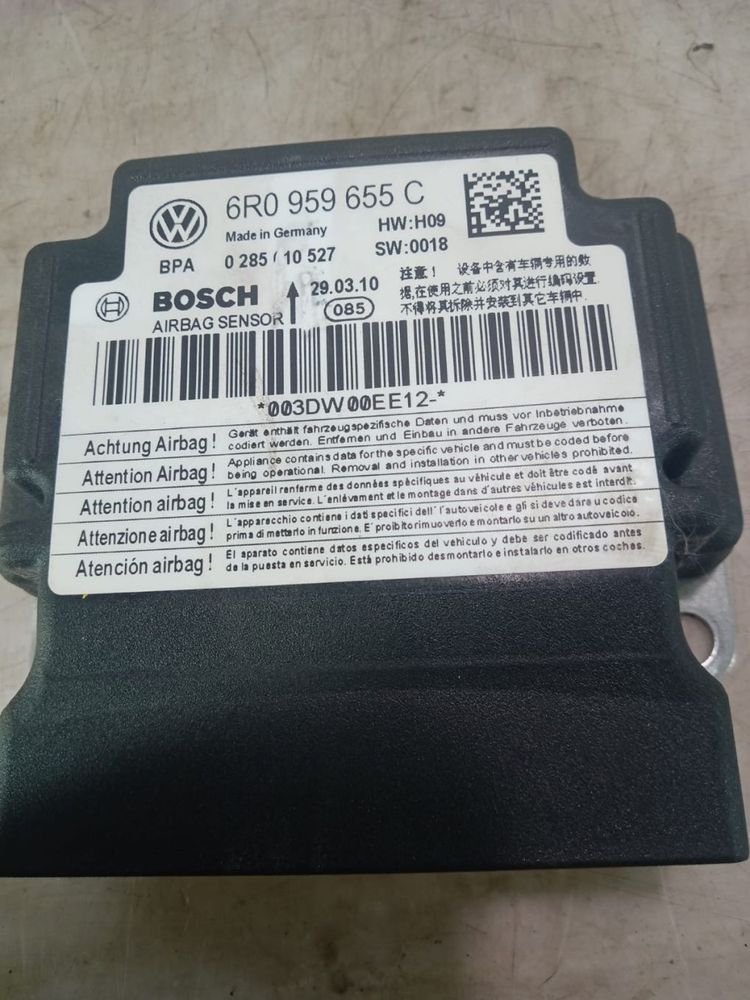 6R0 959 655 C
Made in Germany
HW:H09
BPA
0 285 010 527
SW:0018
BOSCH
29.03.10
AIRBAG SENSOR
085
注意！ 设备中含有车辆专用的数
据,在使用之前必须对其进行编码设置.
不得将其拆除并安装到其它车辆中.
*003DW00EE12-*
Achtung Airbag!
Gerät enthält fahrzeugspezifische Daten und muss vor Inbetriebnahme
codiert werden. Entfernen und Einbau in andere Fahrzeuge verboten.
Attention Airbag!
Appliance contains data for the specific vehicle and must be coded before
being operational. Removal and installation in other vehicles prohibited.
Attention airbag!
L'appareil renferme des données spécifiques au véhicule et doit être codé avant
la mise en service. L'enlévement et le montage dans d'autres véhicules est interdit.
Attenzione airbag!
L'apparecchio contiene i dati specifici dell'autoveicolo e gli si deve dare u codice
prima di metterlo in funzione. E' proibito rimuoverlo e montarlo su un altro autoveicolo.
Atención airbag!
El aparato contiene datos especificos del vehiculo y debe ser codificado antes
de la puesta en servicio. Está prohibido desmontarlo e instalarlo en otros coches.